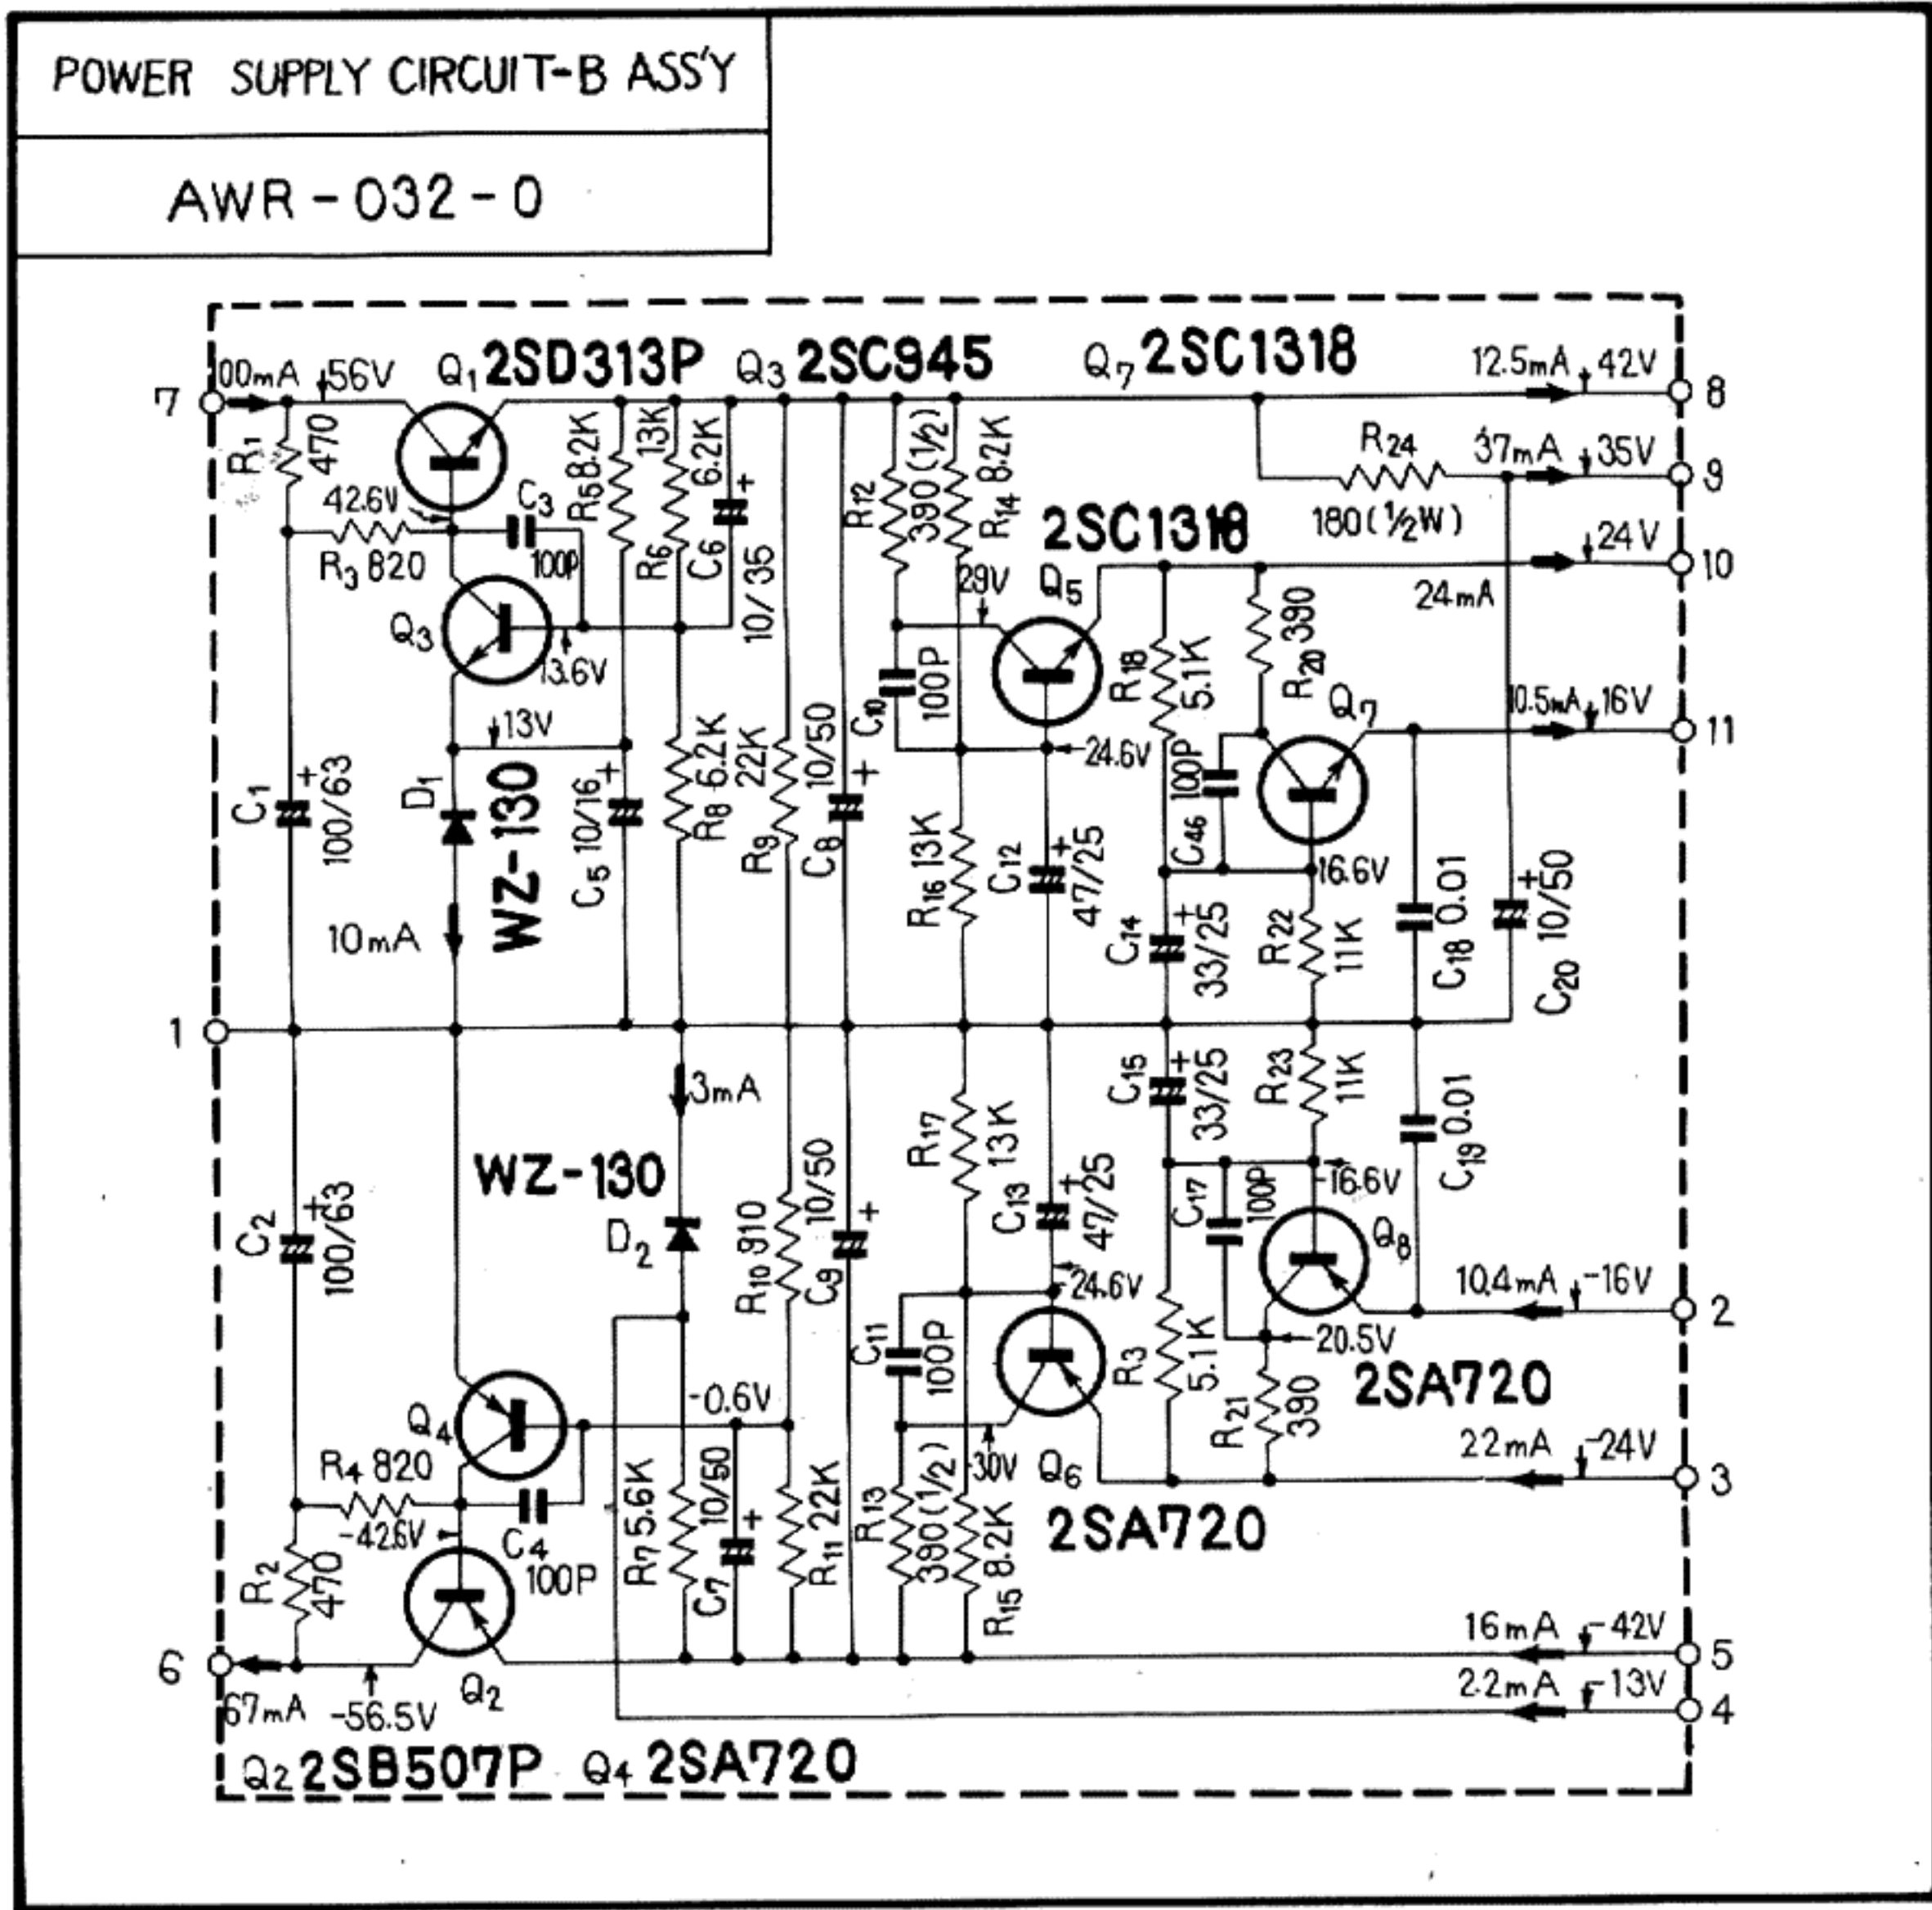 POWER SUPPLY CIRCUIT-B ASS'Y
AWR-032-0
7
00mA
56V
Q1 2SD313P
Q3 2SC945
Q7 2SC1318
12.5mA
42V
8
R1
470
42.6V
R3 820
C3
100P
R5 8.2K
13K
R6
6.2K
C6
+
10/35
R12
390(1/2)
R14 8.2K
R24
180(1/2W)
37mA
35V
9
2SC1318
Q5
29V
24V
10
24mA
Q3
13.6V
13V
R18
5.1K
R20 390
Q7
10.5mA
16V
11
C10
100P
24.6V
C1
+
100/63
D1
WZ-130
C5 10/16
+
R8 6.2K
22K
R9
10/50
C8
+
R16 13K
C12
+
47/25
C46
100P
16.6V
C14
+
33/25
R22
11K
C18 0.01
+
C20 10/50
10mA
1
3mA
WZ-130
D2
C2
+
100/63
R10 910
10/50
C9
+
R17
13K
C13
+
47/25
C15
+
33/25
R23
11K
C19 0.01
C17
100P
-16.6V
Q8
10.4mA
-16V
2
-24.6V
C11
100P
R3
5.1K
20.5V
2SA720
R21
390
Q4
-0.6V
R4 820
-42.6V
C4
100P
R7 5.6K
10/50
C7
+
R11 22K
R13
390(1/2)
-30V
Q6
2SA720
R15 8.2K
22mA
-24V
3
R2
470
6
67mA
-56.5V
Q2
16mA
-42V
5
2.2mA
-13V
4
Q2 2SB507P
Q4 2SA720